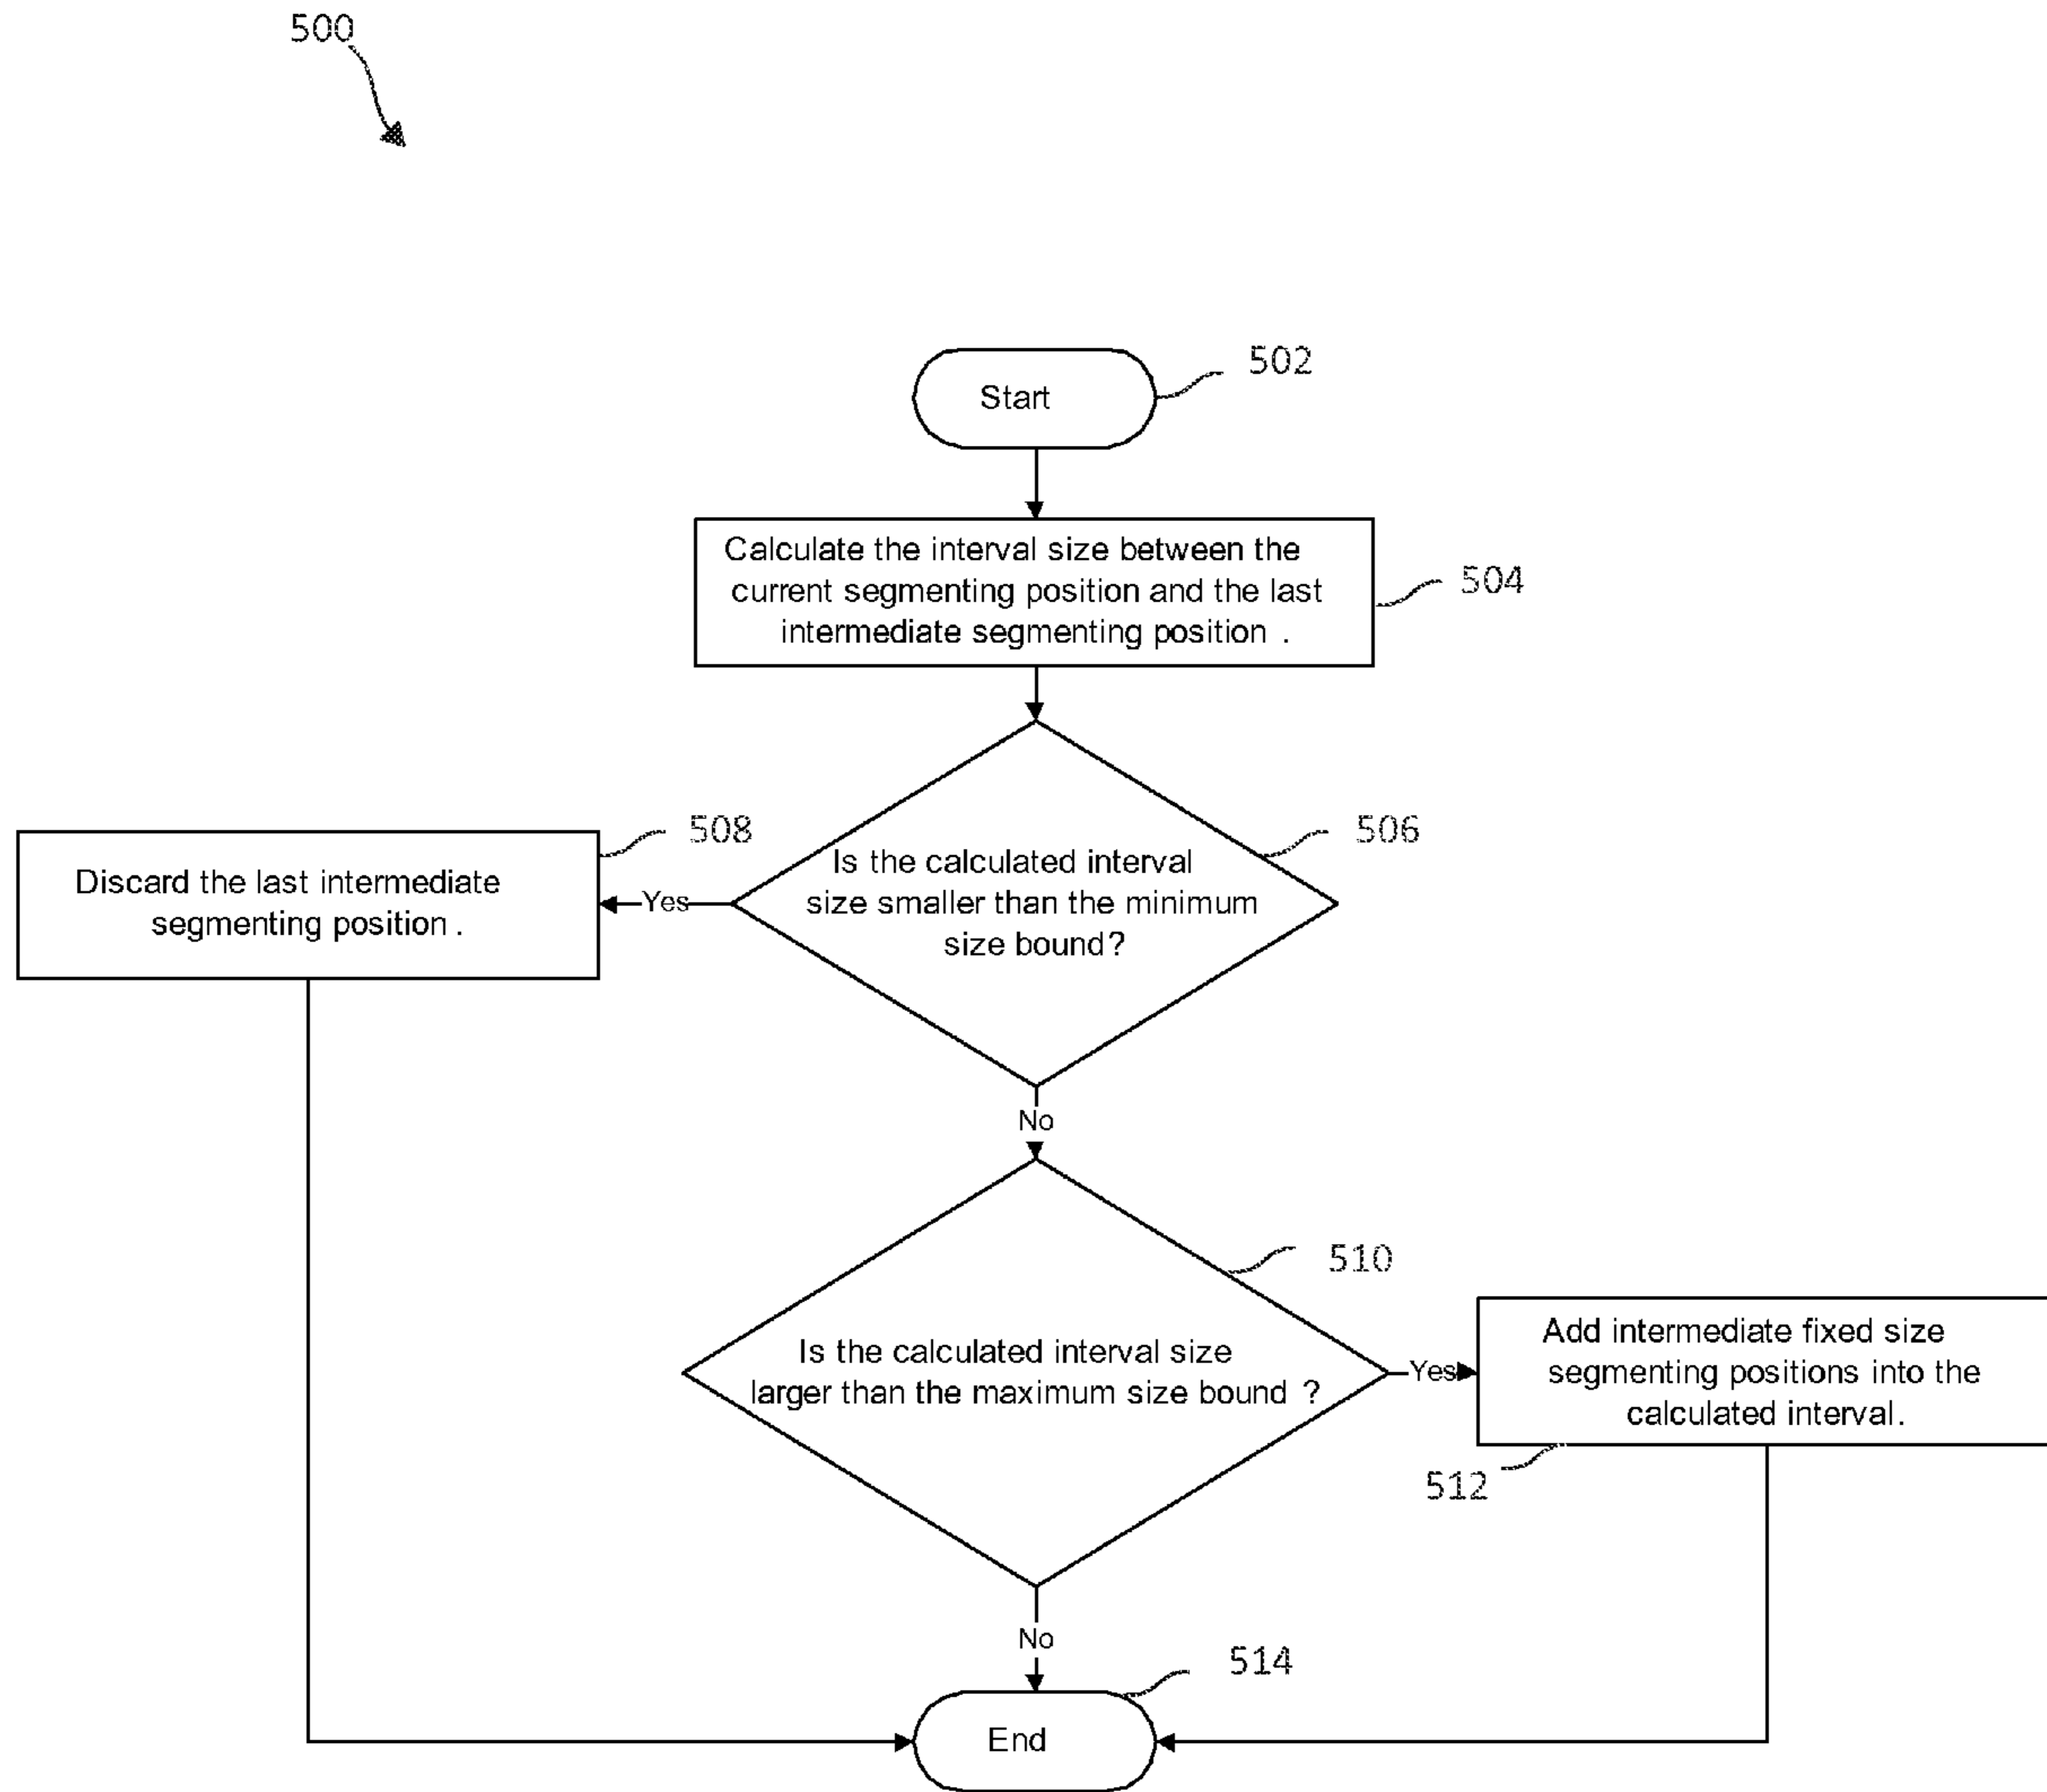 500
Start
502
Calculate the interval size between the
current segmenting position and the last
intermediate segmenting position .
504
Is the calculated interval
size smaller than the minimum
size bound?
506
Yes
508
Discard the last intermediate
segmenting position .
No
Is the calculated interval size
larger than the maximum size bound ?
510
Yes
Add intermediate fixed size
segmenting positions into the
calculated interval.
512
No
514
End